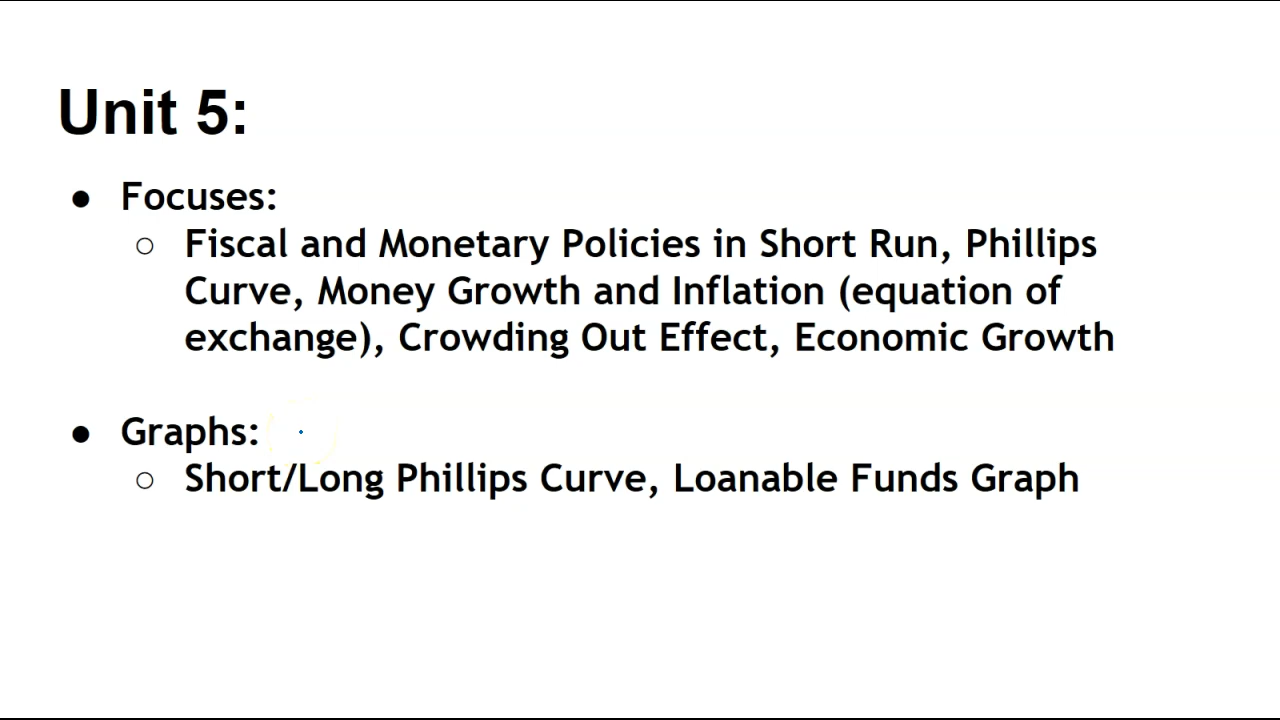 Unit 5:
● Focuses:
○ Fiscal and Monetary Policies in Short Run, Phillips
Curve, Money Growth and Inflation (equation of
exchange), Crowding Out Effect, Economic Growth
● Graphs:
○ Short/Long Phillips Curve, Loanable Funds Graph